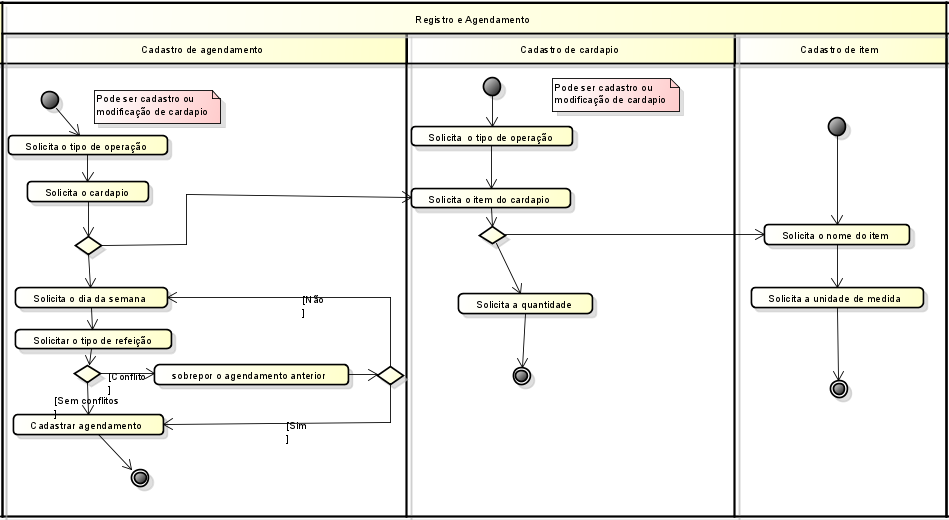 Registro e Agendamento
Cadastro de agendamento
Cadastro de cardapio
Cadastro de item
Pode ser cadastro ou
modificação de cardapio
Solicita o tipo de operação
Solicita o cardapio
Solicita o dia da semana
[Não
]
Solicitar o tipo de refeição
[Conflito
]
sobrepor o agendamento anterior
[Sem conflitos
]
Cadastrar agendamento
[Sim
]
Pode ser cadastro ou
modificação de cardapio
Solicita o tipo de operação
Solicita o item do cardapio
Solicita a quantidade
Solicita o nome do item
Solicita a unidade de medida